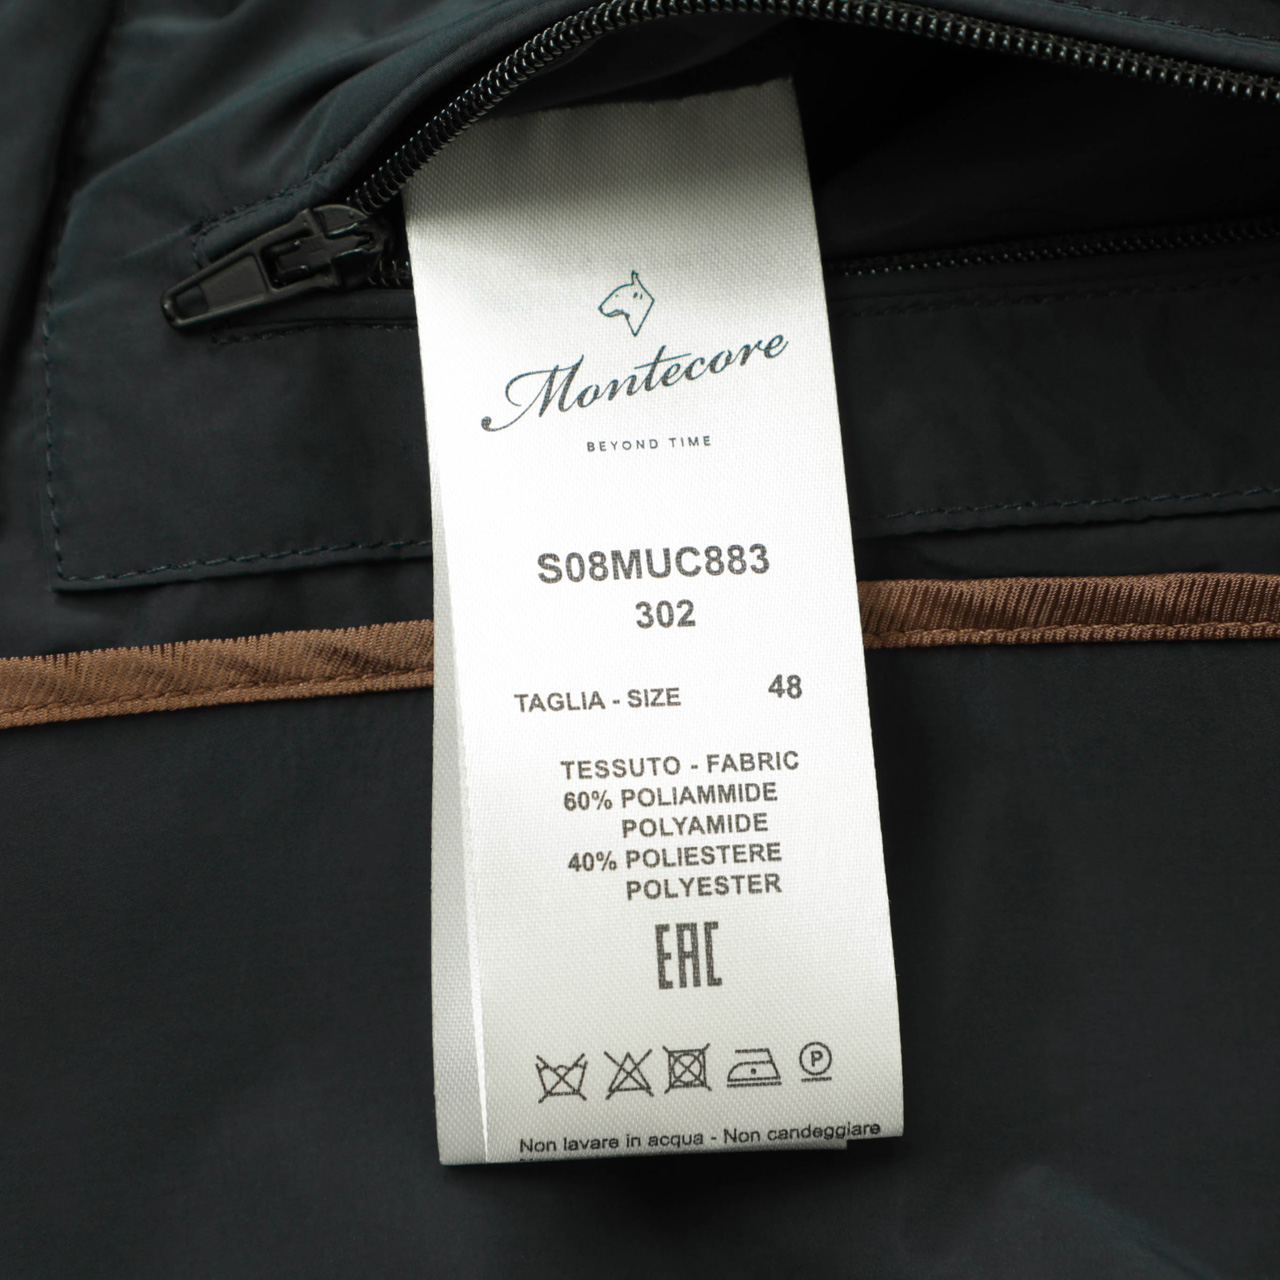 Montecore
BEYOND TIME
S08MUC883
302
TAGLIA - SIZE 48
TESSUTO - FABRIC
60% POLIAMMIDE
POLYAMIDE
40% POLIESTERE
POLYESTER
EAC
P
Non lavare in acqua - Non candeggiare